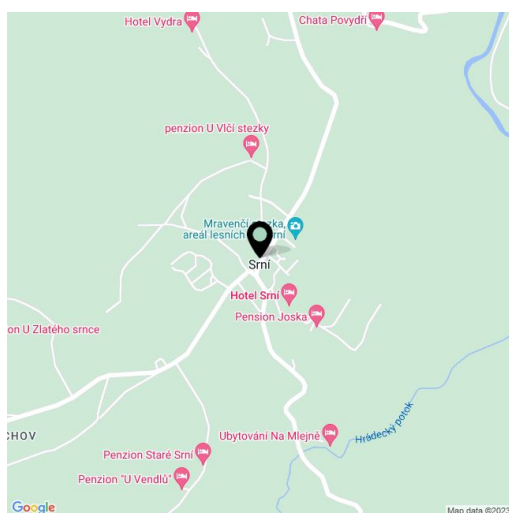 Hotel Vydra
Chata Povydří
penzion U Vlčí stezky
Mravenčí
areál lesních
Srní
Hotel Srní
Pension Joska
on U Zlatého srnce
CHOV
Ubytování Na Mlejně
Hrádecký potok
Penzion Staré Srní
Penzion "U Vendlů"
Google
Map data ©2023